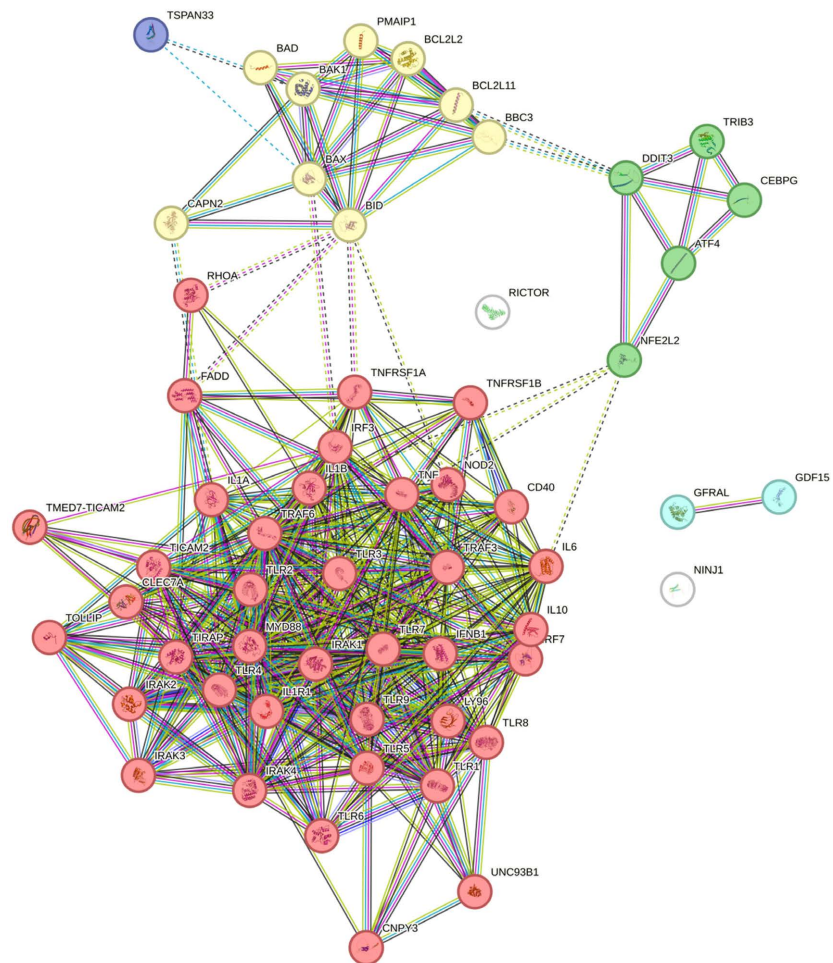 TSPAN33
PMAIP1
BAD
BCL2L2
BAK1
BCL2L11
BBC3
TRIB3
DDIT3
CEBPG
BAX
CAPN2
BID
ATF4
RHOA
RICTOR
NFE2L2
FADD
TNFRSF1A
TNFRSF1B
IRF3
IL1B
NOD2
TNF
IL1A
CD40
GFRAL
GDF15
TMED7-TICAM2
TRAF6
TICAM2
TLR3
TRAF3
IL6
CLEC7A
TLR2
NINJ1
TOLLIP
MYD88
IL10
TIRAP
IRAK1
TLR7
IFNB1
RF7
TLR4
IRAK2
IL1R1
TLR9
LY96
TLR8
IRAK3
IRAK4
TLR5
TLR1
TLR6
UNC93B1
CNPY3